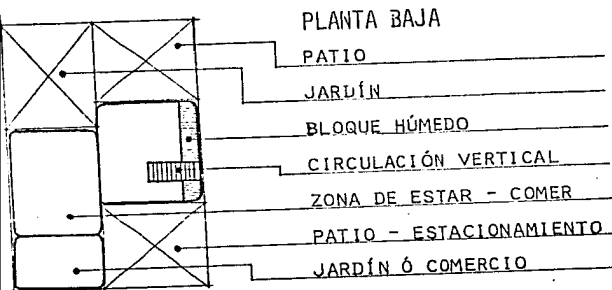 PLANTA BAJA
PATIO
JARDÍN
BLOQUE HÚMEDO
CIRCULACIÓN VERTICAL
ZONA DE ESTAR - COMER
PATIO - ESTACIONAMIENTO
JARDÍN Ó COMERCIO